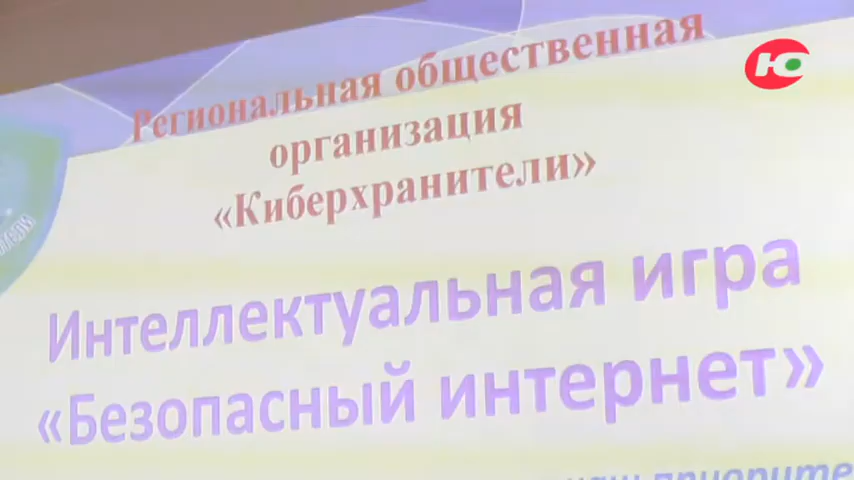 Региональная общественная
организация
«Киберхранители»
Интеллектуальная игра
«Безопасный интернет»
Ю